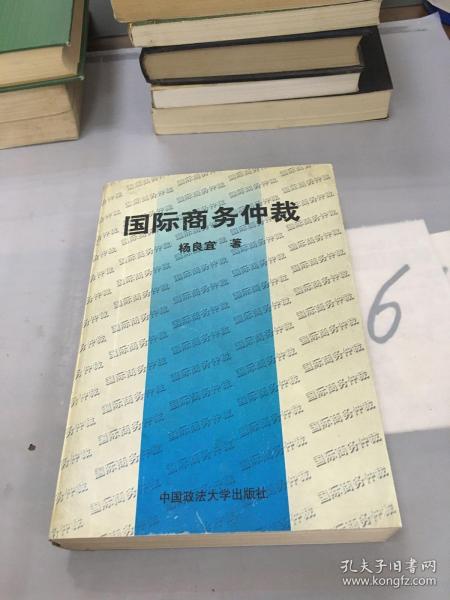 国际商务仲裁
杨良宜 著
中国政法大学出版社
6
孔夫子旧书网
www.kongfz.com